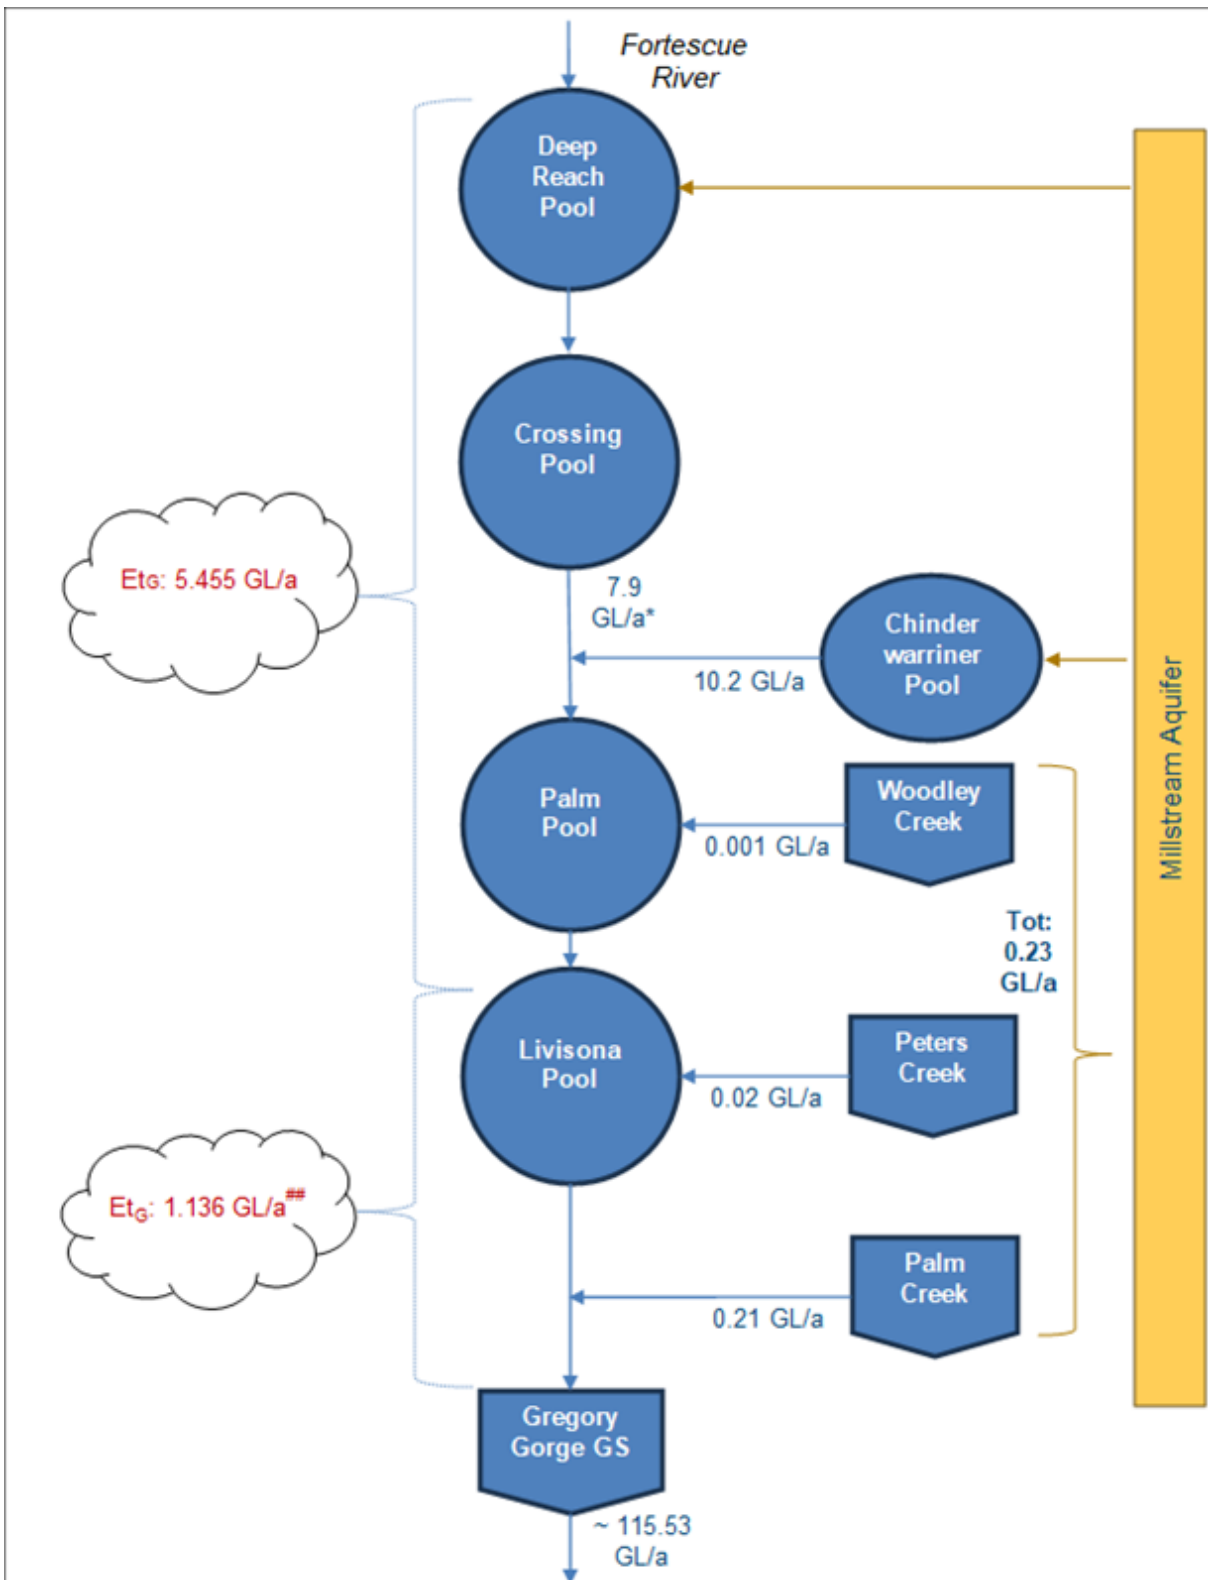 Fortescue
River
Deep
Reach
Pool
Crossing
Pool
EtG: 5.455 GL/a
7.9
GL/a*
Chinder
warriner
Pool
10.2 GL/a
Millstream Aquifer
Palm
Pool
Woodley
Creek
0.001 GL/a
Tot:
0.23
GL/a
Livisona
Pool
Peters
Creek
0.02 GL/a
EtG: 1.136 GL/a##
Palm
Creek
0.21 GL/a
Gregory
Gorge GS
~ 115.53
GL/a